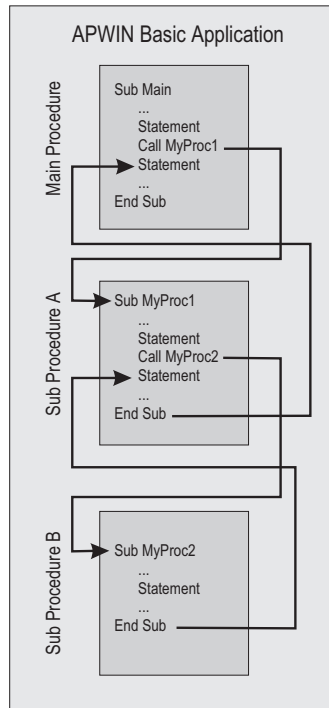 APWIN Basic Application
Main Procedure
Sub Main
...
Statement
Call MyProc1
Statement
...
End Sub
Sub Procedure A
Sub MyProc1
...
Statement
Call MyProc2
Statement
...
End Sub
Sub Procedure B
Sub MyProc2
...
Statement
...
End Sub